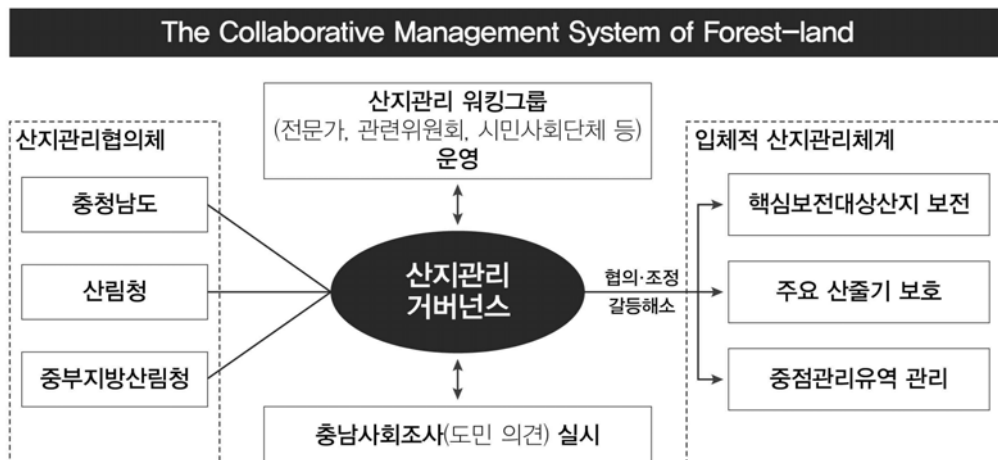 The Collaborative Management System of Forest-land
산지관리 워킹그룹
(전문가, 관련위원회, 시민사회단체 등)
운영
산지관리협의체
충청남도
산림청
중부지방산림청
산지관리
거버넌스
협의·조정
갈등해소
입체적 산지관리체계
핵심보전대상산지 보전
주요 산줄기 보호
중점관리유역 관리
충남사회조사(도민 의견) 실시